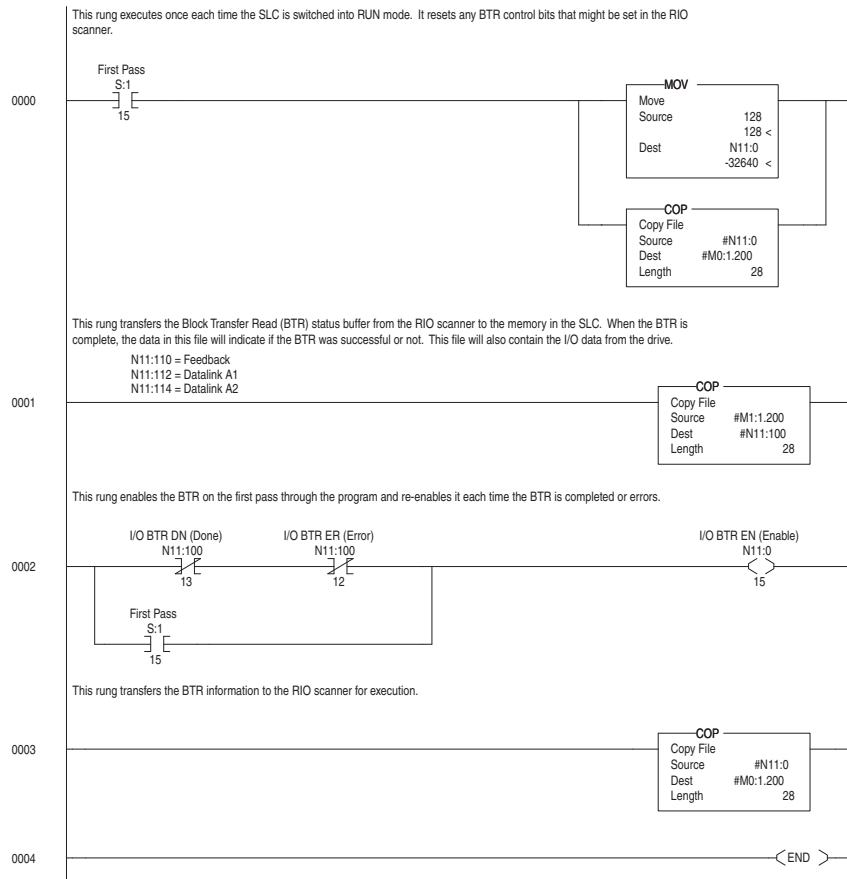 This rung executes once each time the SLC is switched into RUN mode. It resets any BTR control bits that might be set in the RIO
scanner.
First Pass
S:1
0000
15
MOV
Move
Source 128
128 <
Dest N11:0
-32640 <
COP
Copy File
Source #N11:0
Dest #M0:1.200
Length 28
This rung transfers the Block Transfer Read (BTR) status buffer from the RIO scanner to the memory in the SLC. When the BTR is
complete, the data in this file will indicate if the BTR was successful or not. This file will also contain the I/O data from the drive.
N11:110 = Feedback
N11:112 = Datalink A1
N11:114 = Datalink A2
0001
COP
Copy File
Source #M1:1.200
Dest #N11:100
Length 28
This rung enables the BTR on the first pass through the program and re-enables it each time the BTR is completed or errors.
I/O BTR DN (Done) I/O BTR ER (Error) I/O BTR EN (Enable)
N11:100 N11:100 N11:0
0002
13 12 15
First Pass
S:1
15
This rung transfers the BTR information to the RIO scanner for execution.
0003
COP
Copy File
Source #N11:0
Dest #M0:1.200
Length 28
0004 END